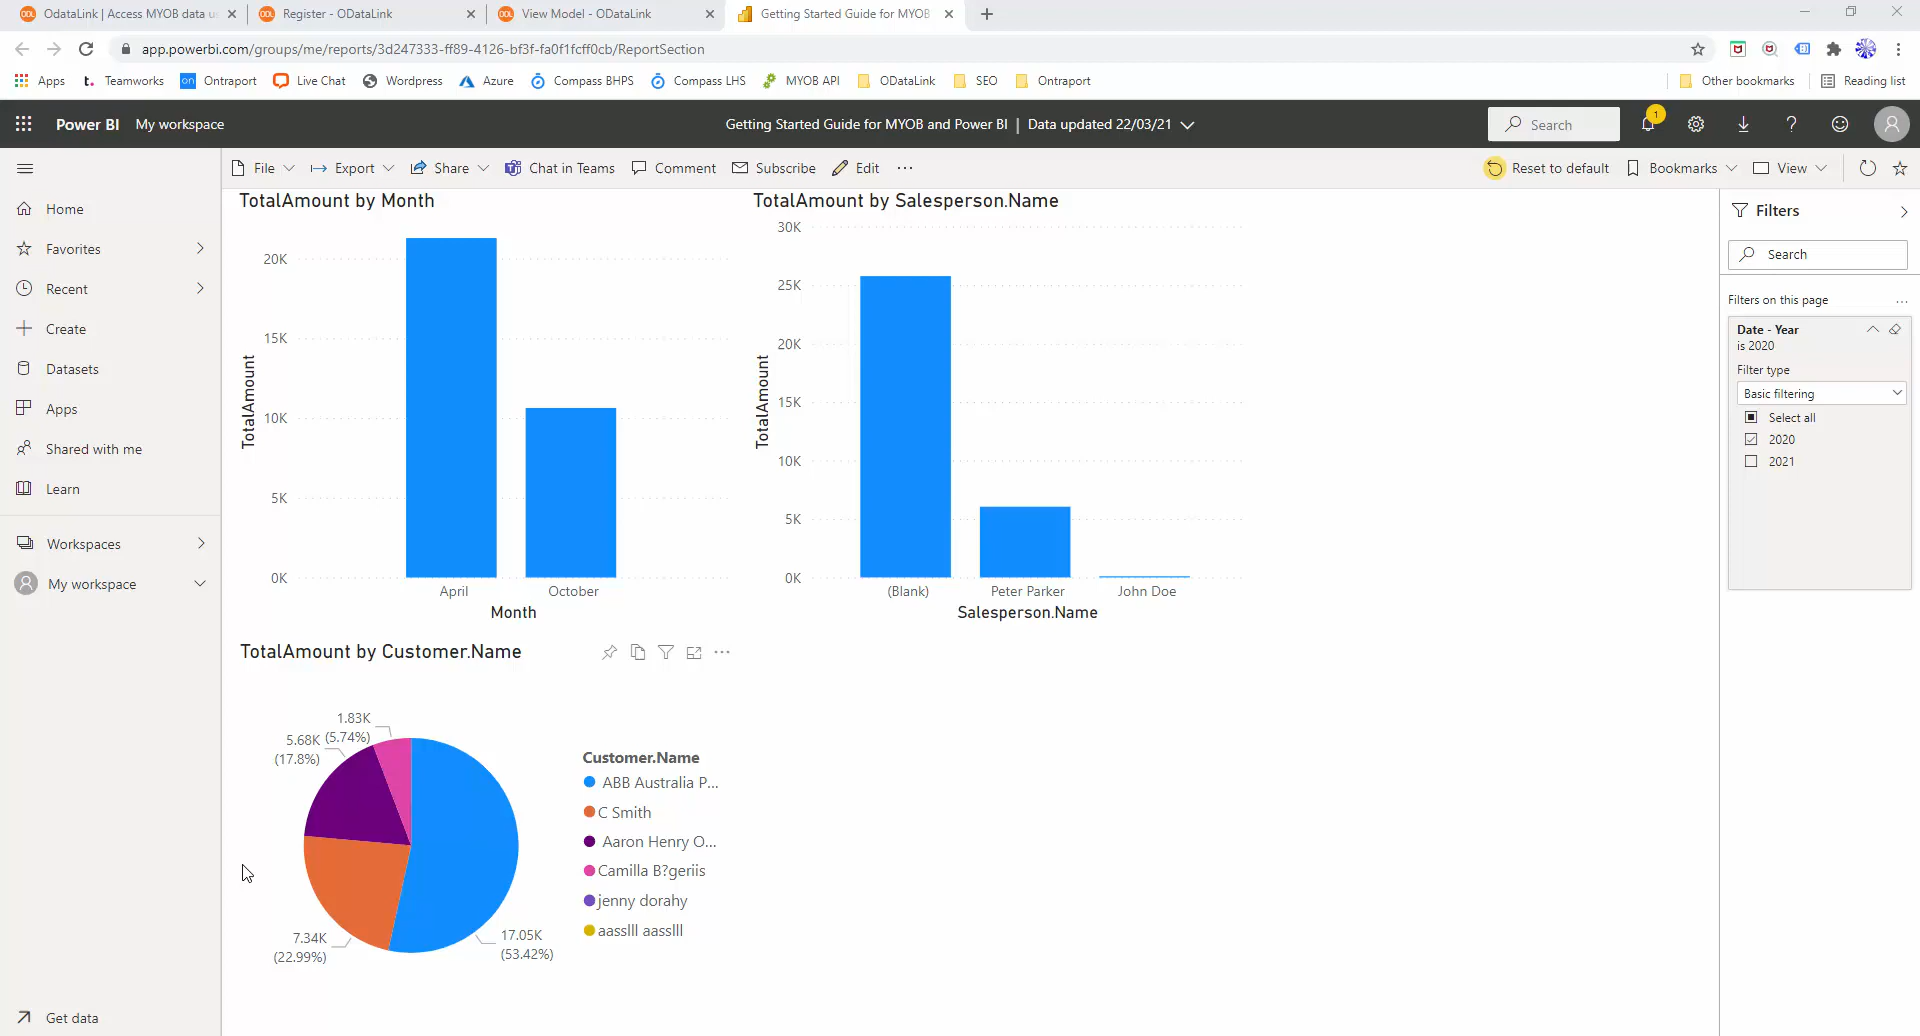 OdataLink | Access MYOB data u
Register - ODataLink
View Model - ODataLink
Getting Started Guide for MYOB
app.powerbi.com/groups/me/reports/3d247333-ff89-4126-bf3f-fa0f1fcff0cb/ReportSection
Apps
Teamworks
Ontraport
Live Chat
Wordpress
Azure
Compass BHPS
Compass LHS
MYOB API
ODataLink
SEO
Ontraport
Other bookmarks
Reading list
Power BI My workspace
Getting Started Guide for MYOB and Power BI | Data updated 22/03/21
Search
1
File
Export
Share
Chat in Teams
Comment
Subscribe
Edit
Reset to default
Bookmarks
View
Home
Favorites
Recent
Create
Datasets
Apps
Shared with me
Learn
Workspaces
My workspace
Get data
TotalAmount by Month
TotalAmount
20K
15K
10K
5K
0K
April
October
Month
TotalAmount by Salesperson.Name
TotalAmount
30K
25K
20K
15K
10K
5K
0K
(Blank)
Peter Parker
John Doe
Salesperson.Name
TotalAmount by Customer.Name
1.83K
(5.74%)
5.68K
(17.8%)
7.34K
(22.99%)
17.05K
(53.42%)
Customer.Name
ABB Australia P...
C Smith
Aaron Henry O...
Camilla B?geriis
jenny dorahy
aasslll aasslll
Filters
Search
Filters on this page
Date - Year
is 2020
Filter type
Basic filtering
Select all
2020
2021